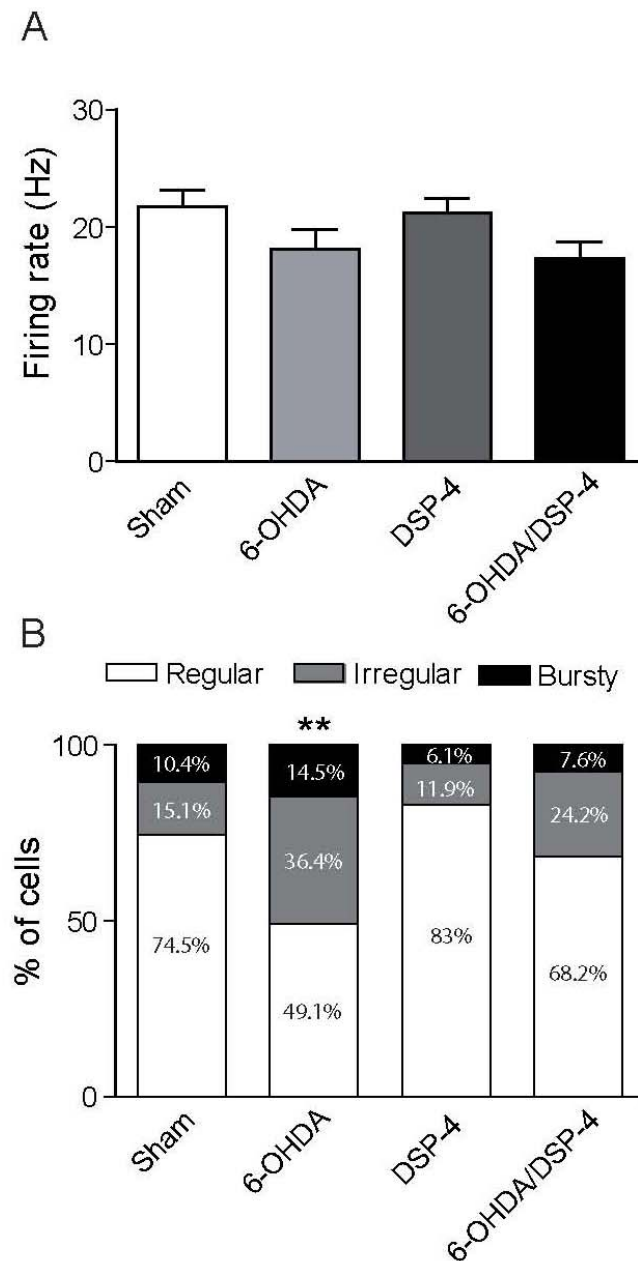 A
30
20
10
0
Firing rate (Hz)
Sham
6-OHDA
DSP-4
6-OHDA/DSP-4
B
Regular Irregular Bursty
**
100
50
0
% of cells
10.4% 14.5% 6.1% 7.6%
15.1% 36.4% 11.9% 24.2%
74.5% 49.1% 83% 68.2%
Sham
6-OHDA
DSP-4
6-OHDA/DSP-4